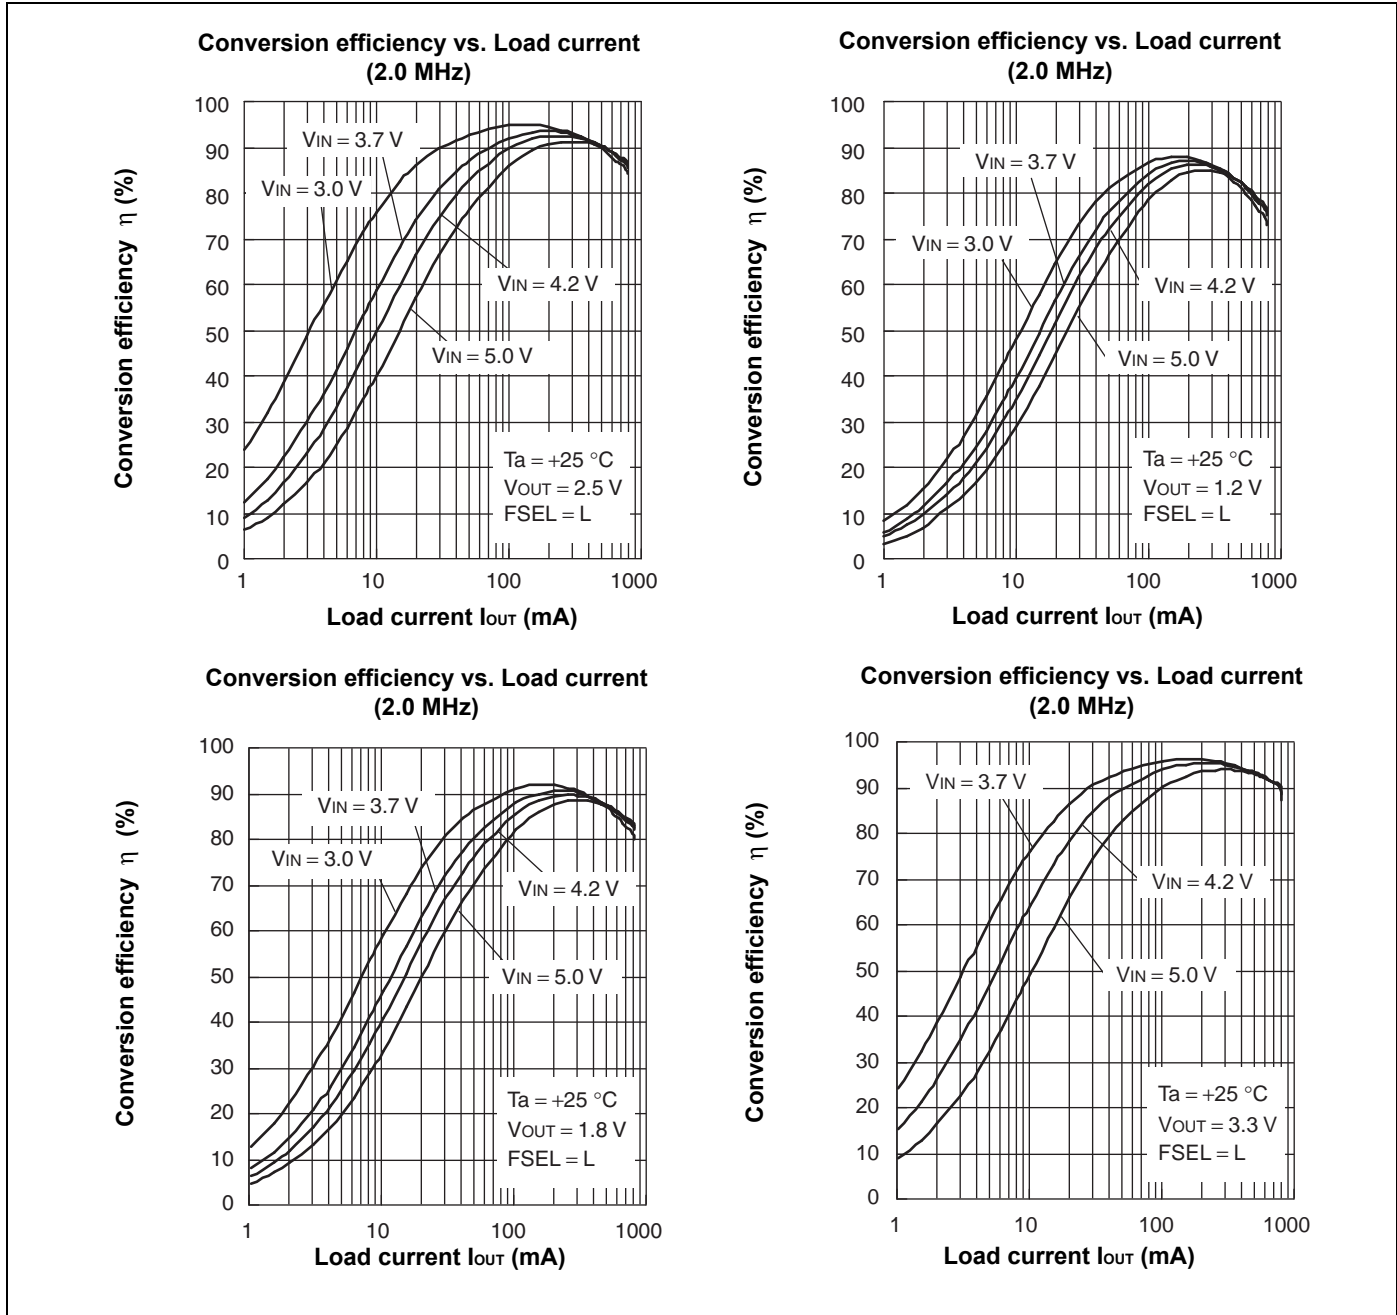 Conversion efficiency vs. Load current
(2.0 MHz)
Conversion efficiency η (%)
100
90
80
70
60
50
40
30
20
10
0
VIN = 3.7 V
VIN = 3.0 V
VIN = 4.2 V
VIN = 5.0 V
Ta = +25 °C
VOUT = 2.5 V
FSEL = L
1
10
100
1000
Load current IOUT (mA)
Conversion efficiency vs. Load current
(2.0 MHz)
Conversion efficiency η (%)
100
90
80
70
60
50
40
30
20
10
0
VIN = 3.7 V
VIN = 3.0 V
VIN = 4.2 V
VIN = 5.0 V
Ta = +25 °C
VOUT = 1.2 V
FSEL = L
1
10
100
1000
Load current IOUT (mA)
Conversion efficiency vs. Load current
(2.0 MHz)
Conversion efficiency η (%)
100
90
80
70
60
50
40
30
20
10
0
VIN = 3.7 V
VIN = 3.0 V
VIN = 4.2 V
VIN = 5.0 V
Ta = +25 °C
VOUT = 1.8 V
FSEL = L
1
10
100
1000
Load current IOUT (mA)
Conversion efficiency vs. Load current
(2.0 MHz)
Conversion efficiency η (%)
100
90
80
70
60
50
40
30
20
10
0
VIN = 3.7 V
VIN = 4.2 V
VIN = 5.0 V
Ta = +25 °C
VOUT = 3.3 V
FSEL = L
1
10
100
1000
Load current IOUT (mA)